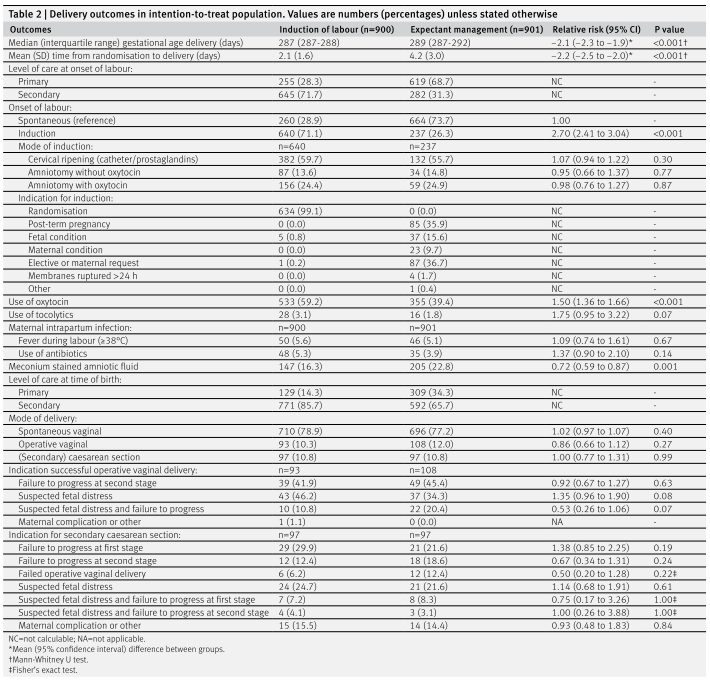 Table 2 | Delivery outcomes in intention-to-treat population. Values are numbers (percentages) unless stated otherwise
Outcomes Induction of labour (n=900) Expectant management (n=901) Relative risk (95% CI) P value
Median (interquartile range) gestational age delivery (days) 287 (287-288) 289 (287-292) −2.1 (−2.3 to −1.9)* <0.001†
Mean (SD) time from randomisation to delivery (days) 2.1 (1.6) 4.2 (3.0) −2.2 (−2.5 to −2.0)* <0.001†
Level of care at onset of labour:
Primary 255 (28.3) 619 (68.7) NC -
Secondary 645 (71.7) 282 (31.3) NC -
Onset of labour:
Spontaneous (reference) 260 (28.9) 664 (73.7) 1.00 -
Induction 640 (71.1) 237 (26.3) 2.70 (2.41 to 3.04) <0.001
Mode of induction: n=640 n=237
Cervical ripening (catheter/prostaglandins) 382 (59.7) 132 (55.7) 1.07 (0.94 to 1.22) 0.30
Amniotomy without oxytocin 87 (13.6) 34 (14.8) 0.95 (0.66 to 1.37) 0.77
Amniotomy with oxytocin 156 (24.4) 59 (24.9) 0.98 (0.76 to 1.27) 0.87
Indication for induction:
Randomisation 634 (99.1) 0 (0.0) NC -
Post-term pregnancy 0 (0.0) 85 (35.9) NC -
Fetal condition 5 (0.8) 37 (15.6) NC -
Maternal condition 0 (0.0) 23 (9.7) NC -
Elective or maternal request 1 (0.2) 87 (36.7) NC -
Membranes ruptured >24 h 0 (0.0) 4 (1.7) NC -
Other 0 (0.0) 1 (0.4) NC -
Use of oxytocin 533 (59.2) 355 (39.4) 1.50 (1.36 to 1.66) <0.001
Use of tocolytics 28 (3.1) 16 (1.8) 1.75 (0.95 to 3.22) 0.07
Maternal intrapartum infection: n=900 n=901
Fever during labour (≥38°C) 50 (5.6) 46 (5.1) 1.09 (0.74 to 1.61) 0.67
Use of antibiotics 48 (5.3) 35 (3.9) 1.37 (0.90 to 2.10) 0.14
Meconium stained amniotic fluid 147 (16.3) 205 (22.8) 0.72 (0.59 to 0.87) 0.001
Level of care at time of birth:
Primary 129 (14.3) 309 (34.3) NC -
Secondary 771 (85.7) 592 (65.7) NC -
Mode of delivery:
Spontaneous vaginal 710 (78.9) 696 (77.2) 1.02 (0.97 to 1.07) 0.40
Operative vaginal 93 (10.3) 108 (12.0) 0.86 (0.66 to 1.12) 0.27
(Secondary) caesarean section 97 (10.8) 97 (10.8) 1.00 (0.77 to 1.31) 0.99
Indication successful operative vaginal delivery: n=93 n=108
Failure to progress at second stage 39 (41.9) 49 (45.4) 0.92 (0.67 to 1.27) 0.63
Suspected fetal distress 43 (46.2) 37 (34.3) 1.35 (0.96 to 1.90) 0.08
Suspected fetal distress and failure to progress 10 (10.8) 22 (20.4) 0.53 (0.26 to 1.06) 0.07
Maternal complication or other 1 (1.1) 0 (0.0) NA -
Indication for secondary caesarean section: n=97 n=97
Failure to progress at first stage 29 (29.9) 21 (21.6) 1.38 (0.85 to 2.25) 0.19
Failure to progress at second stage 12 (12.4) 18 (18.6) 0.67 (0.34 to 1.31) 0.24
Failed operative vaginal delivery 6 (6.2) 12 (12.4) 0.50 (0.20 to 1.28) 0.22‡
Suspected fetal distress 24 (24.7) 21 (21.6) 1.14 (0.68 to 1.91) 0.61
Suspected fetal distress and failure to progress at first stage 7 (7.2) 8 (8.3) 0.75 (0.17 to 3.26) 1.00‡
Suspected fetal distress and failure to progress at second stage 4 (4.1) 3 (3.1) 1.00 (0.26 to 3.88) 1.00‡
Maternal complication or other 15 (15.5) 14 (14.4) 0.93 (0.48 to 1.83) 0.84
NC=not calculable; NA=not applicable.
*Mean (95% confidence interval) difference between groups.
†Mann-Whitney U test.
‡Fisher's exact test.